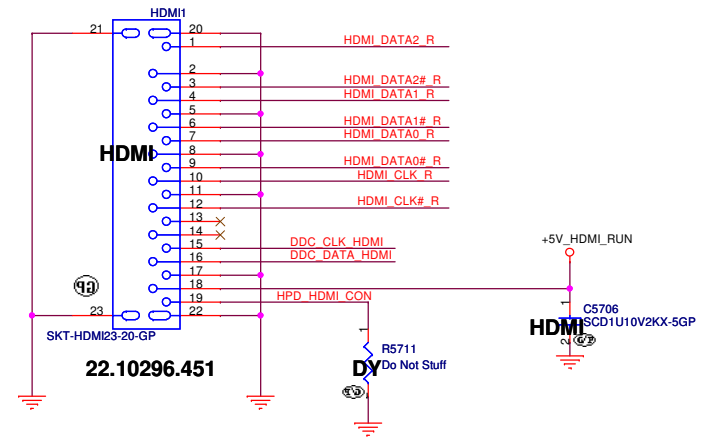 HDMI1
21
20
1
HDMI_DATA2_R
2
3
HDMI_DATA2#_R
4
HDMI_DATA1_R
5
6
HDMI_DATA1#_R
7
HDMI_DATA0_R
8
HDMI
9
HDMI_DATA0#_R
10
HDMI_CLK_R
11
12
HDMI_CLK#_R
13
14
15
DDC_CLK_HDMI
16
DDC_DATA_HDMI
17
18
19
HPD_HDMI_CON
23
22
SKT-HDMI23-20-GP
22.10296.451
+5V_HDMI_RUN
1
C5706
SCD1U10V2KX-5GP
HDMI
2
1
R5711
Do Not Stuff
DY